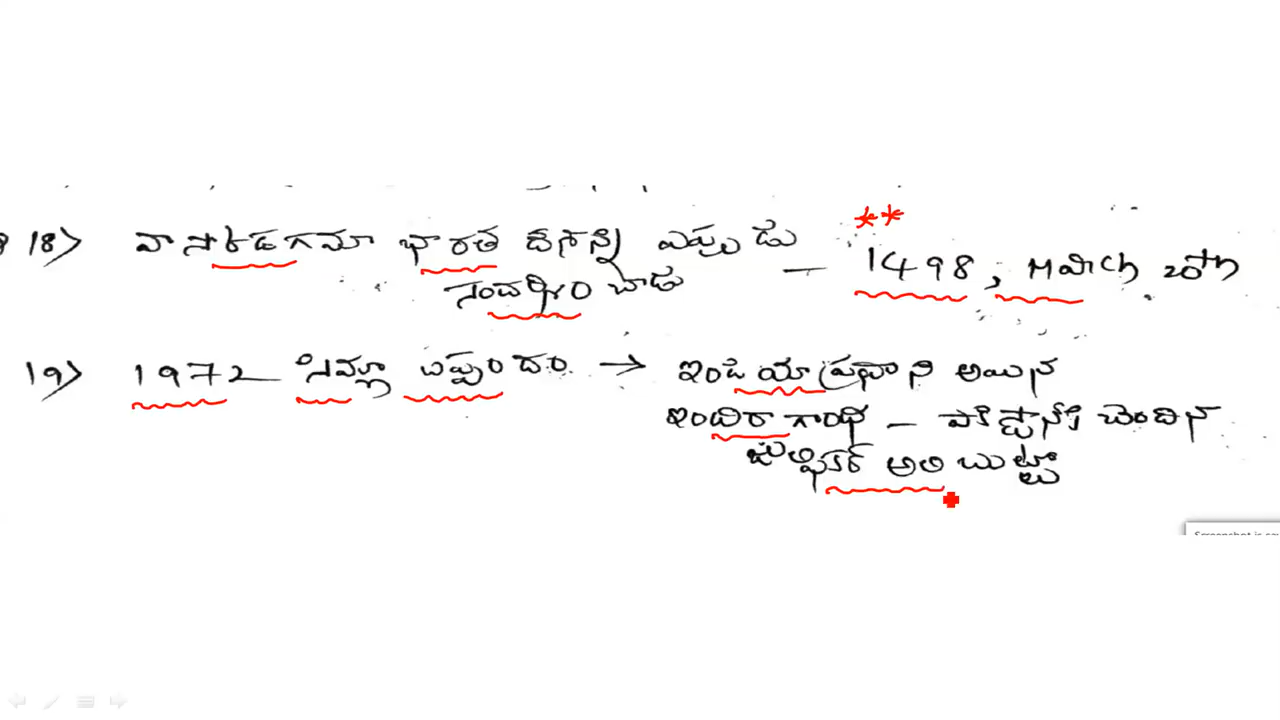 18> వాస్కోడగామా భారత దేశాన్ని ఎప్పుడు
సందర్శించాడు – 1498, March 20th
19> 1972 సిమ్లా ఒప్పందం → ఇండియా ప్రధాని అయిన
ఇందిరా గాంధీ – పాకిస్తాన్‌కి చెందిన
జుల్ఫికర్ అలీ బుట్టో